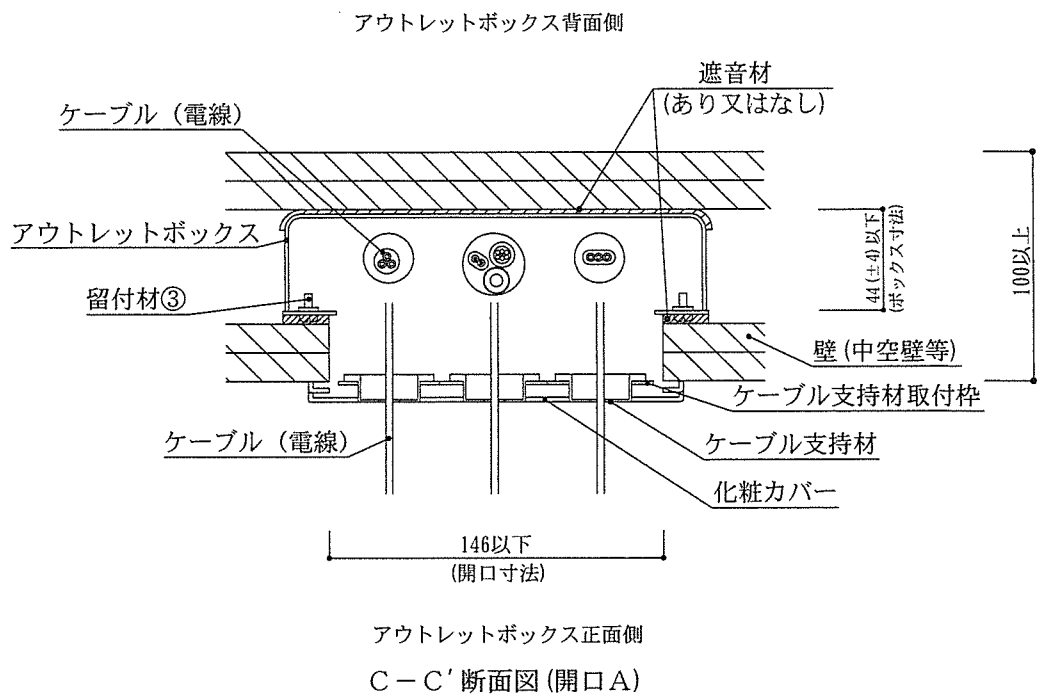 アウトレットボックス背面側
遮音材
(あり又はなし)
ケーブル（電線）
アウトレットボックス
留付材③
44(±4)以下
(ボックス寸法)
100以上
壁(中空壁等)
ケーブル支持材取付枠
ケーブル（電線）
ケーブル支持材
化粧カバー
146以下
(開口寸法)
アウトレットボックス正面側
C－C′断面図(開口A)